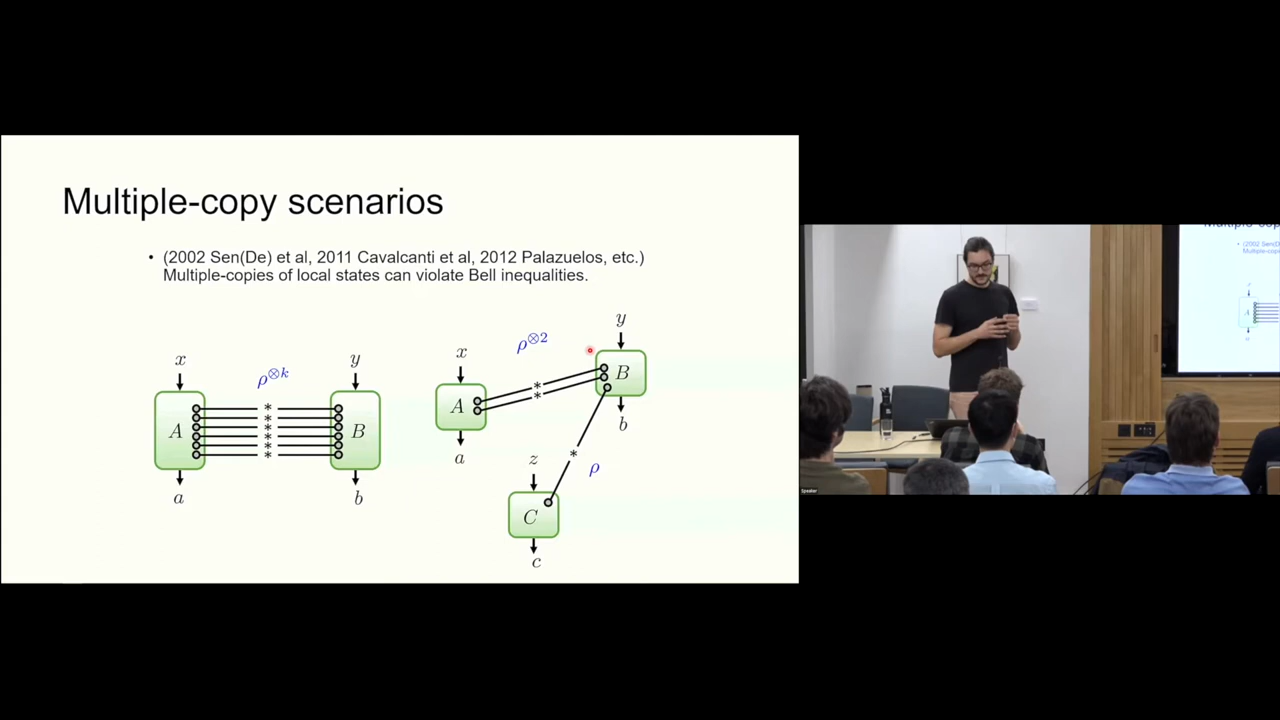 Multiple-copy scenarios
• (2002 Sen(De) et al, 2011 Cavalcanti et al, 2012 Palazuelos, etc.)
Multiple-copies of local states can violate Bell inequalities.
x ρ⊗k y
A * * * * * * B
a b
x ρ⊗2 y
A * * B
a b
z * ρ
C
c
Speaker